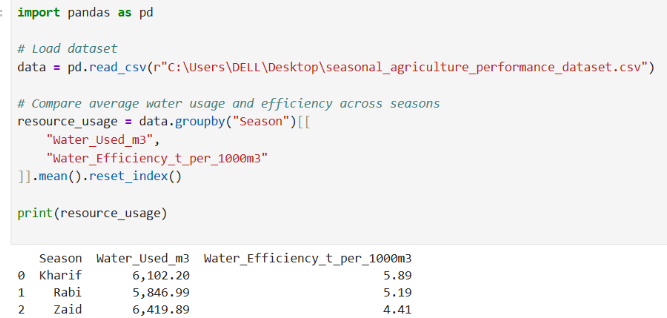 import pandas as pd
# Load dataset
data = pd.read_csv(r"C:\Users\DELL\Desktop\seasonal_agriculture_performance_dataset.csv")
# Compare average water usage and efficiency across seasons
resource_usage = data.groupby("Season")[[
    "Water_Used_m3",
    "Water_Efficiency_t_per_1000m3"
]].mean().reset_index()
print(resource_usage)
   Season  Water_Used_m3  Water_Efficiency_t_per_1000m3
0  Kharif       6,102.20                           5.89
1    Rabi       5,846.99                           5.19
2    Zaid       6,419.89                           4.41